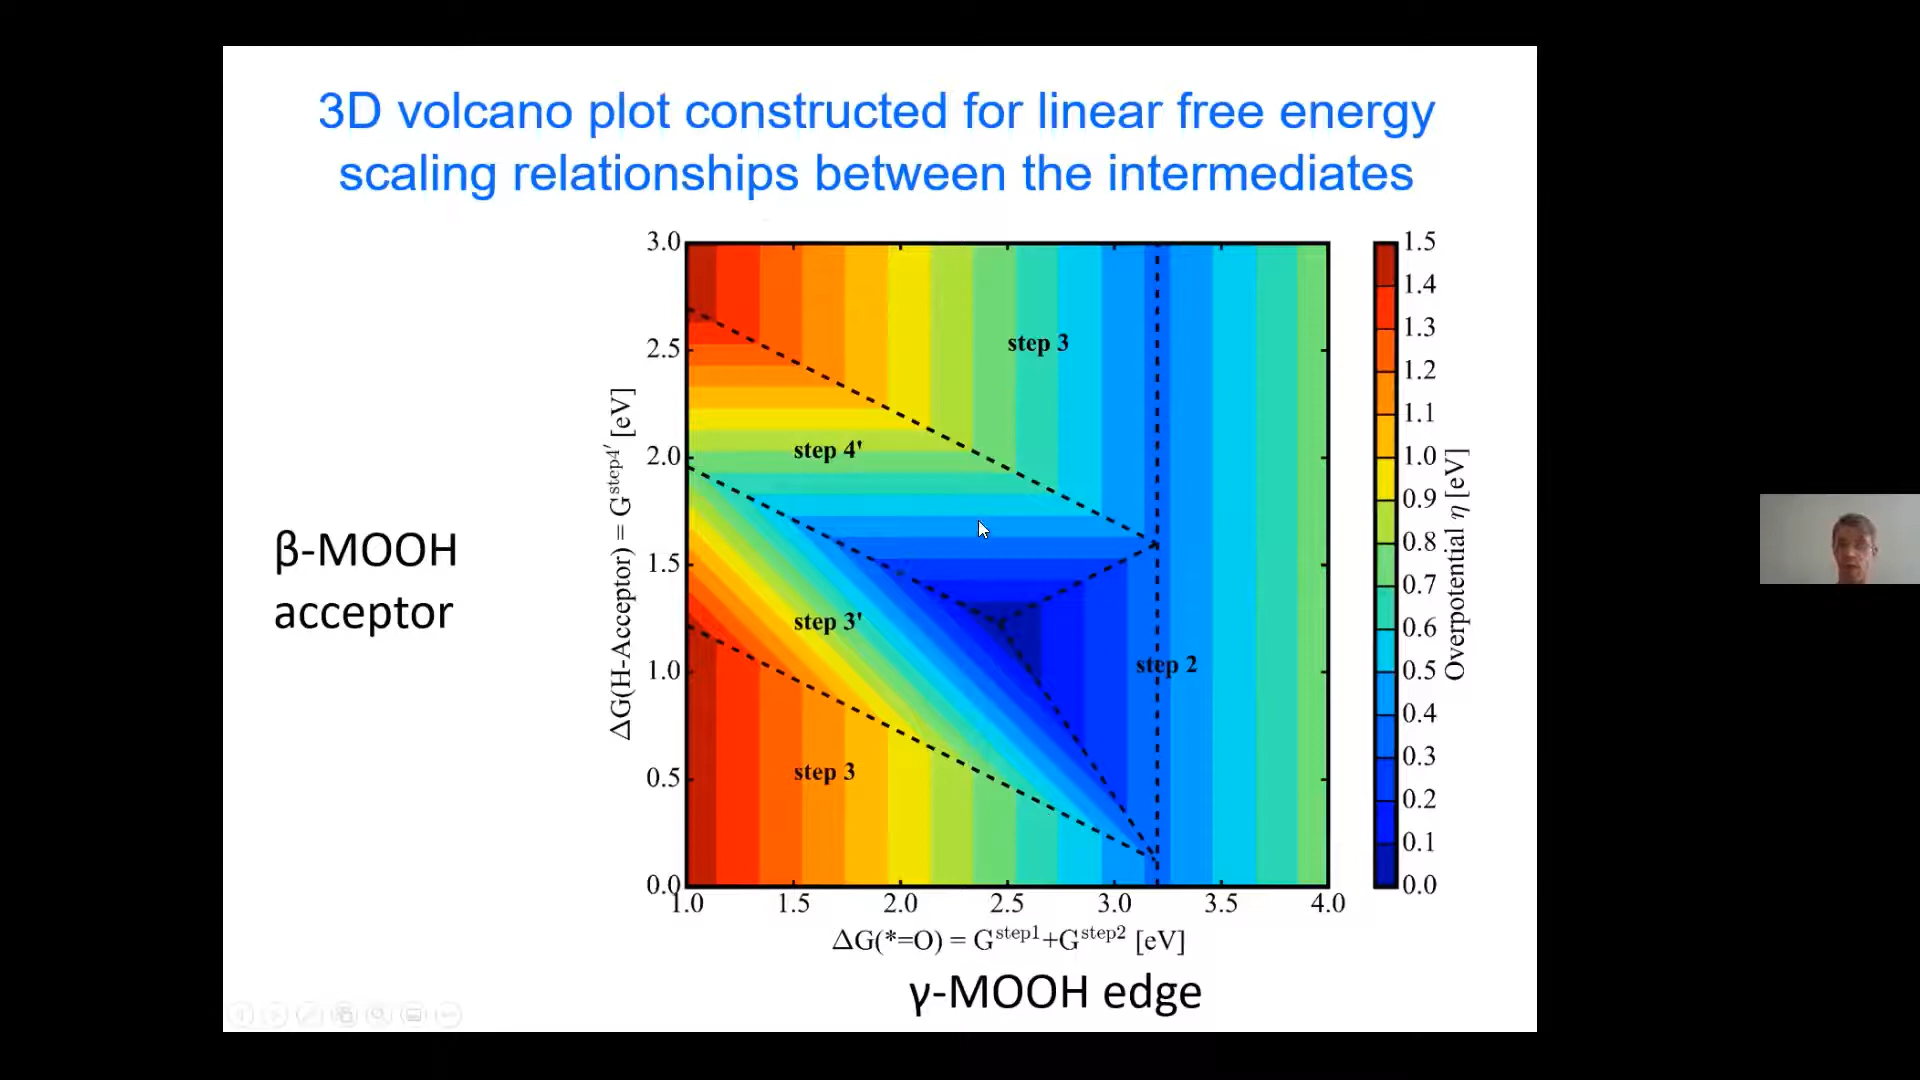 3D volcano plot constructed for linear free energy
scaling relationships between the intermediates
β-MOOH
acceptor
ΔG(H-Acceptor) = G^step4′ [eV]
3.0
2.5
2.0
1.5
1.0
0.5
0.0
step 3
step 4'
step 3'
step 2
step 3
1.0 1.5 2.0 2.5 3.0 3.5 4.0
ΔG(*=O) = G^step1+G^step2 [eV]
γ-MOOH edge
1.5
1.4
1.3
1.2
1.1
1.0
0.9
0.8
0.7
0.6
0.5
0.4
0.3
0.2
0.1
0.0
Overpotential η [eV]